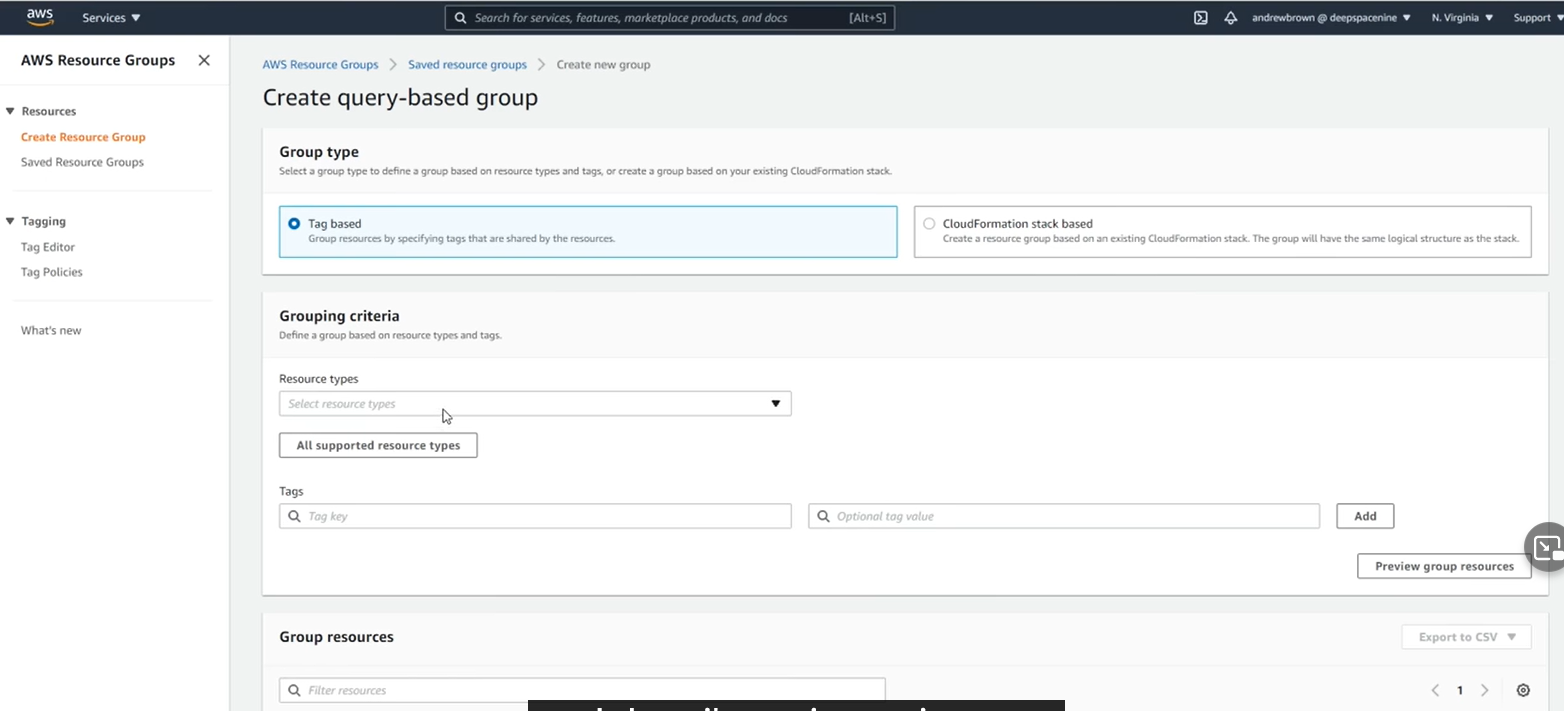 aws Services Search for services, features, marketplace products, and docs [Alt+S] andrewbrown @ deepspacenine N. Virginia Support
AWS Resource Groups
Resources
Create Resource Group
Saved Resource Groups
Tagging
Tag Editor
Tag Policies
What's new
AWS Resource Groups Saved resource groups Create new group
Create query-based group
Group type
Select a group type to define a group based on resource types and tags, or create a group based on your existing CloudFormation stack.
Tag based
Group resources by specifying tags that are shared by the resources.
CloudFormation stack based
Create a resource group based on an existing CloudFormation stack. The group will have the same logical structure as the stack.
Grouping criteria
Define a group based on resource types and tags.
Resource types
Select resource types
All supported resource types
Tags
Tag key Optional tag value Add
Preview group resources
Group resources Export to CSV
Filter resources 1